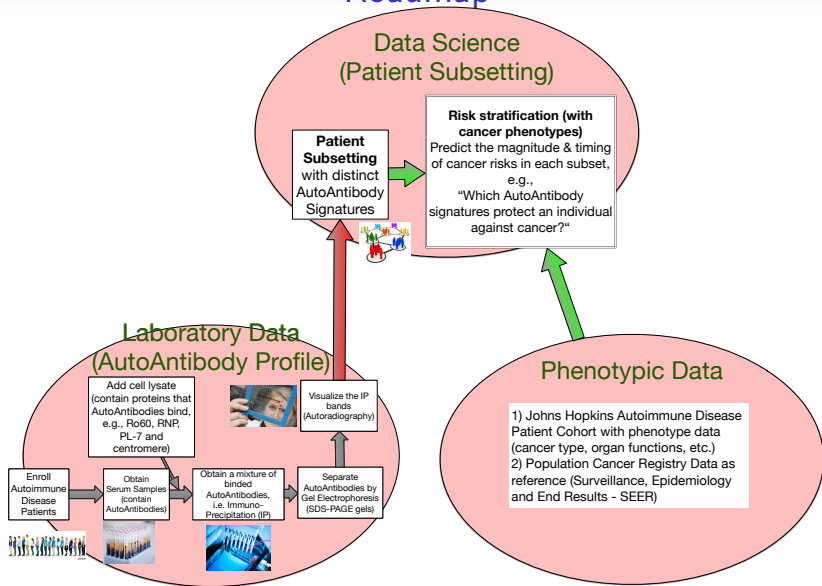 Roadmap
Data Science
(Patient Subsetting)
Patient
Subsetting
with distinct
AutoAntibody
Signatures
Risk stratification (with
cancer phenotypes)
Predict the magnitude & timing
of cancer risks in each subset,
e.g.,
“Which AutoAntibody
signatures protect an individual
against cancer?“
Laboratory Data
(AutoAntibody Profile)
Add cell lysate
(contain proteins that
AutoAntibodies bind,
e.g., Ro60, RNP,
PL-7 and
centromere)
Visualize the IP
bands
(Autoradiography)
Enroll
Autoimmune
Disease
Patients
Obtain
Serum Samples
(contain
AutoAntibodies)
Obtain a mixture of
binded
AutoAntibodies,
i.e. Immuno-
Precipitation (IP)
Separate
AutoAntibodies by
Gel Electrophoresis
(SDS-PAGE gels)
Phenotypic Data
1) Johns Hopkins Autoimmune Disease
Patient Cohort with phenotype data
(cancer type, organ functions, etc.)
2) Population Cancer Registry Data as
reference (Surveillance, Epidemiology
and End Results - SEER)